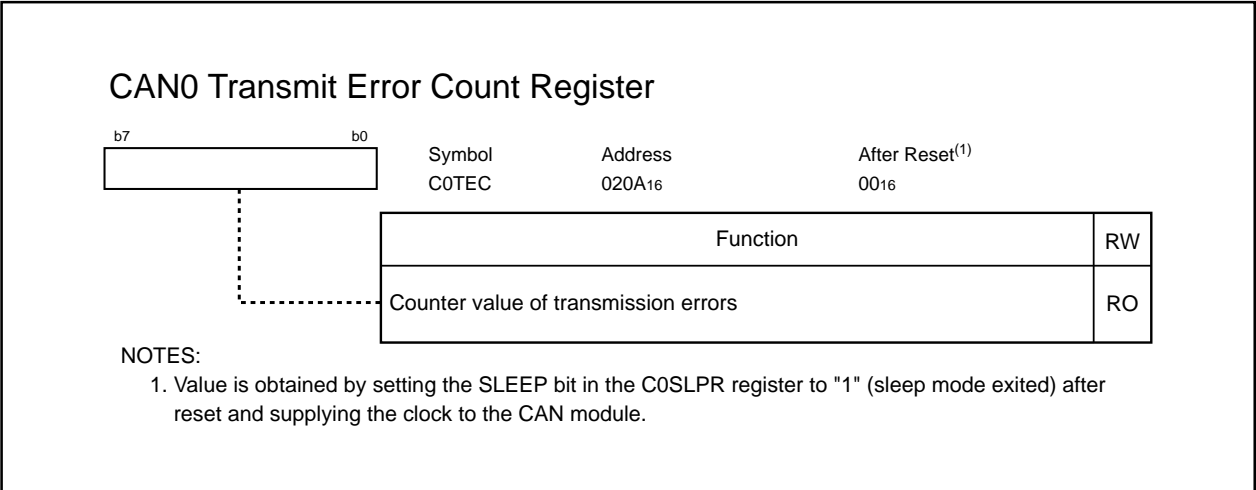 CAN0 Transmit Error Count Register
b7 b0
Symbol Address After Reset(1)
C0TEC 020A16 0016
Function RW
Counter value of transmission errors RO
NOTES:
1. Value is obtained by setting the SLEEP bit in the C0SLPR register to "1" (sleep mode exited) after
reset and supplying the clock to the CAN module.